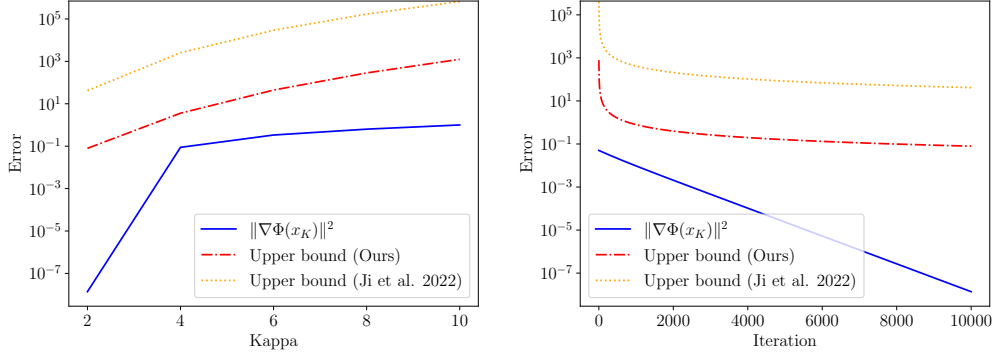 10^5
10^3
10^1
10^{-1}
10^{-3}
10^{-5}
10^{-7}
Error
2 4 6 8 10
Kappa
‖∇Φ(x_K)‖²
Upper bound (Ours)
Upper bound (Ji et al. 2022)
10^5
10^3
10^1
10^{-1}
10^{-3}
10^{-5}
10^{-7}
Error
0 2000 4000 6000 8000 10000
Iteration
‖∇Φ(x_K)‖²
Upper bound (Ours)
Upper bound (Ji et al. 2022)